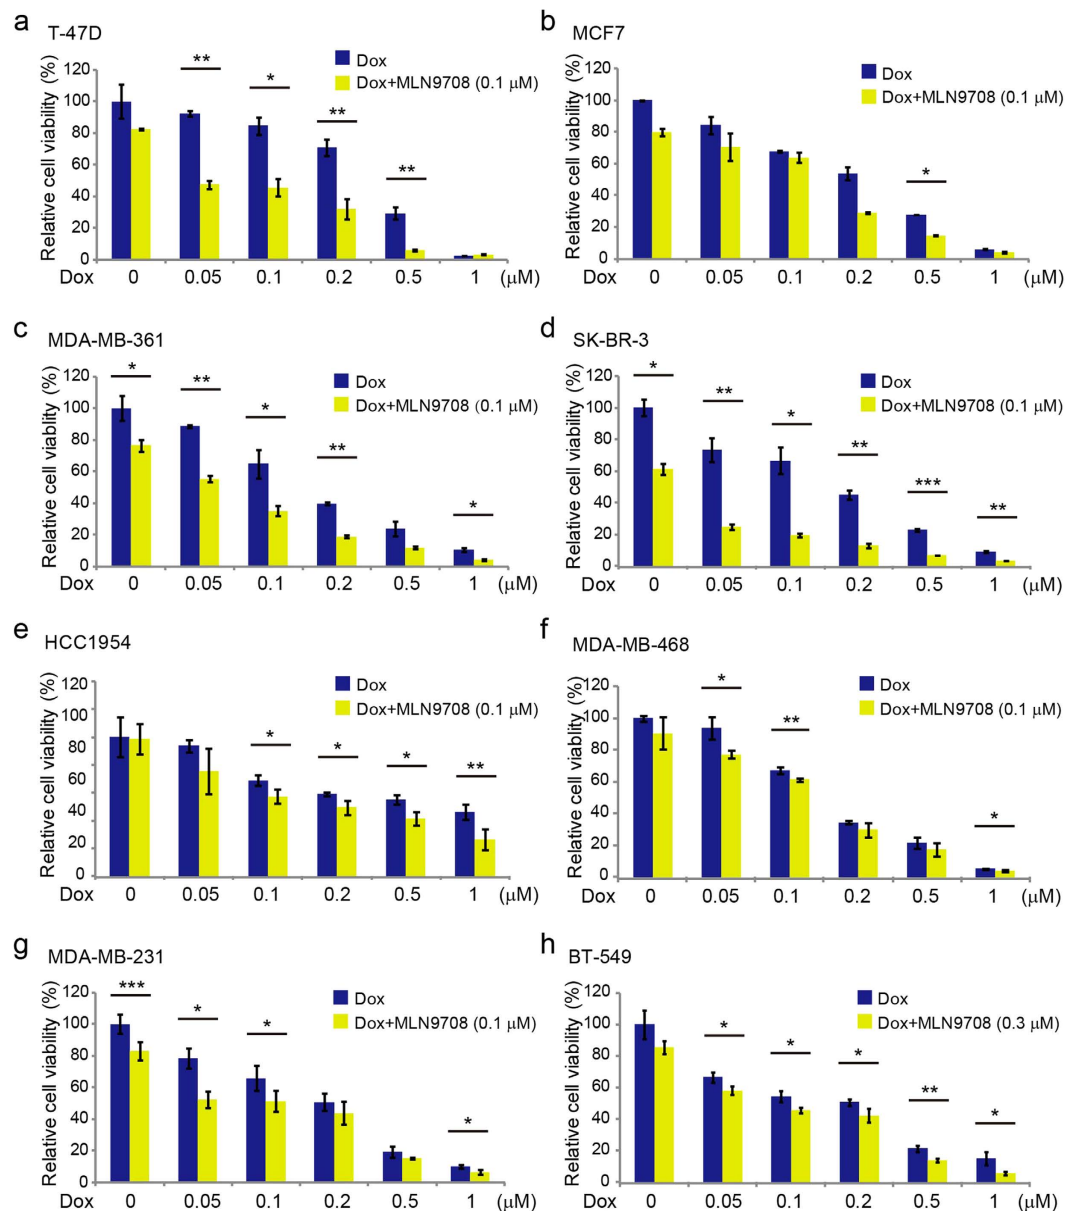 a
T-47D
Relative cell viability (%)
120
100
80
60
40
20
0
** * ** **
Dox
Dox+MLN9708 (0.1 μM)
Dox 0 0.05 0.1 0.2 0.5 1 (μM)
b
MCF7
Relative cell viability (%)
120
100
80
60
40
20
0
*
Dox
Dox+MLN9708 (0.1 μM)
Dox 0 0.05 0.1 0.2 0.5 1 (μM)
c
MDA-MB-361
Relative cell viablity (%)
120
100
80
60
40
20
0
* ** * ** *
Dox
Dox+MLN9708 (0.1 μM)
Dox 0 0.05 0.1 0.2 0.5 1 (μM)
d
SK-BR-3
Relative cell viability (%)
120
100
80
60
40
20
0
* ** * ** *** **
Dox
Dox+MLN9708 (0.1 μM)
Dox 0 0.05 0.1 0.2 0.5 1 (μM)
e
HCC1954
Relative cell viability (%)
120
100
80
60
40
20
0
* * * **
Dox
Dox+MLN9708 (0.1 μM)
Dox 0 0.05 0.1 0.2 0.5 1 (μM)
f
MDA-MB-468
Relative cell viability (%)
120
100
80
60
40
20
0
* ** *
Dox
Dox+MLN9708 (0.1 μM)
Dox 0 0.05 0.1 0.2 0.5 1 (μM)
g
MDA-MB-231
Relative cell viability (%)
120
100
80
60
40
20
0
*** * * *
Dox
Dox+MLN9708 (0.1 μM)
Dox 0 0.05 0.1 0.2 0.5 1 (μM)
h
BT-549
Relative cell viability (%)
120
100
80
60
40
20
0
* * * ** *
Dox
Dox+MLN9708 (0.3 μM)
Dox 0 0.05 0.1 0.2 0.5 1 (μM)